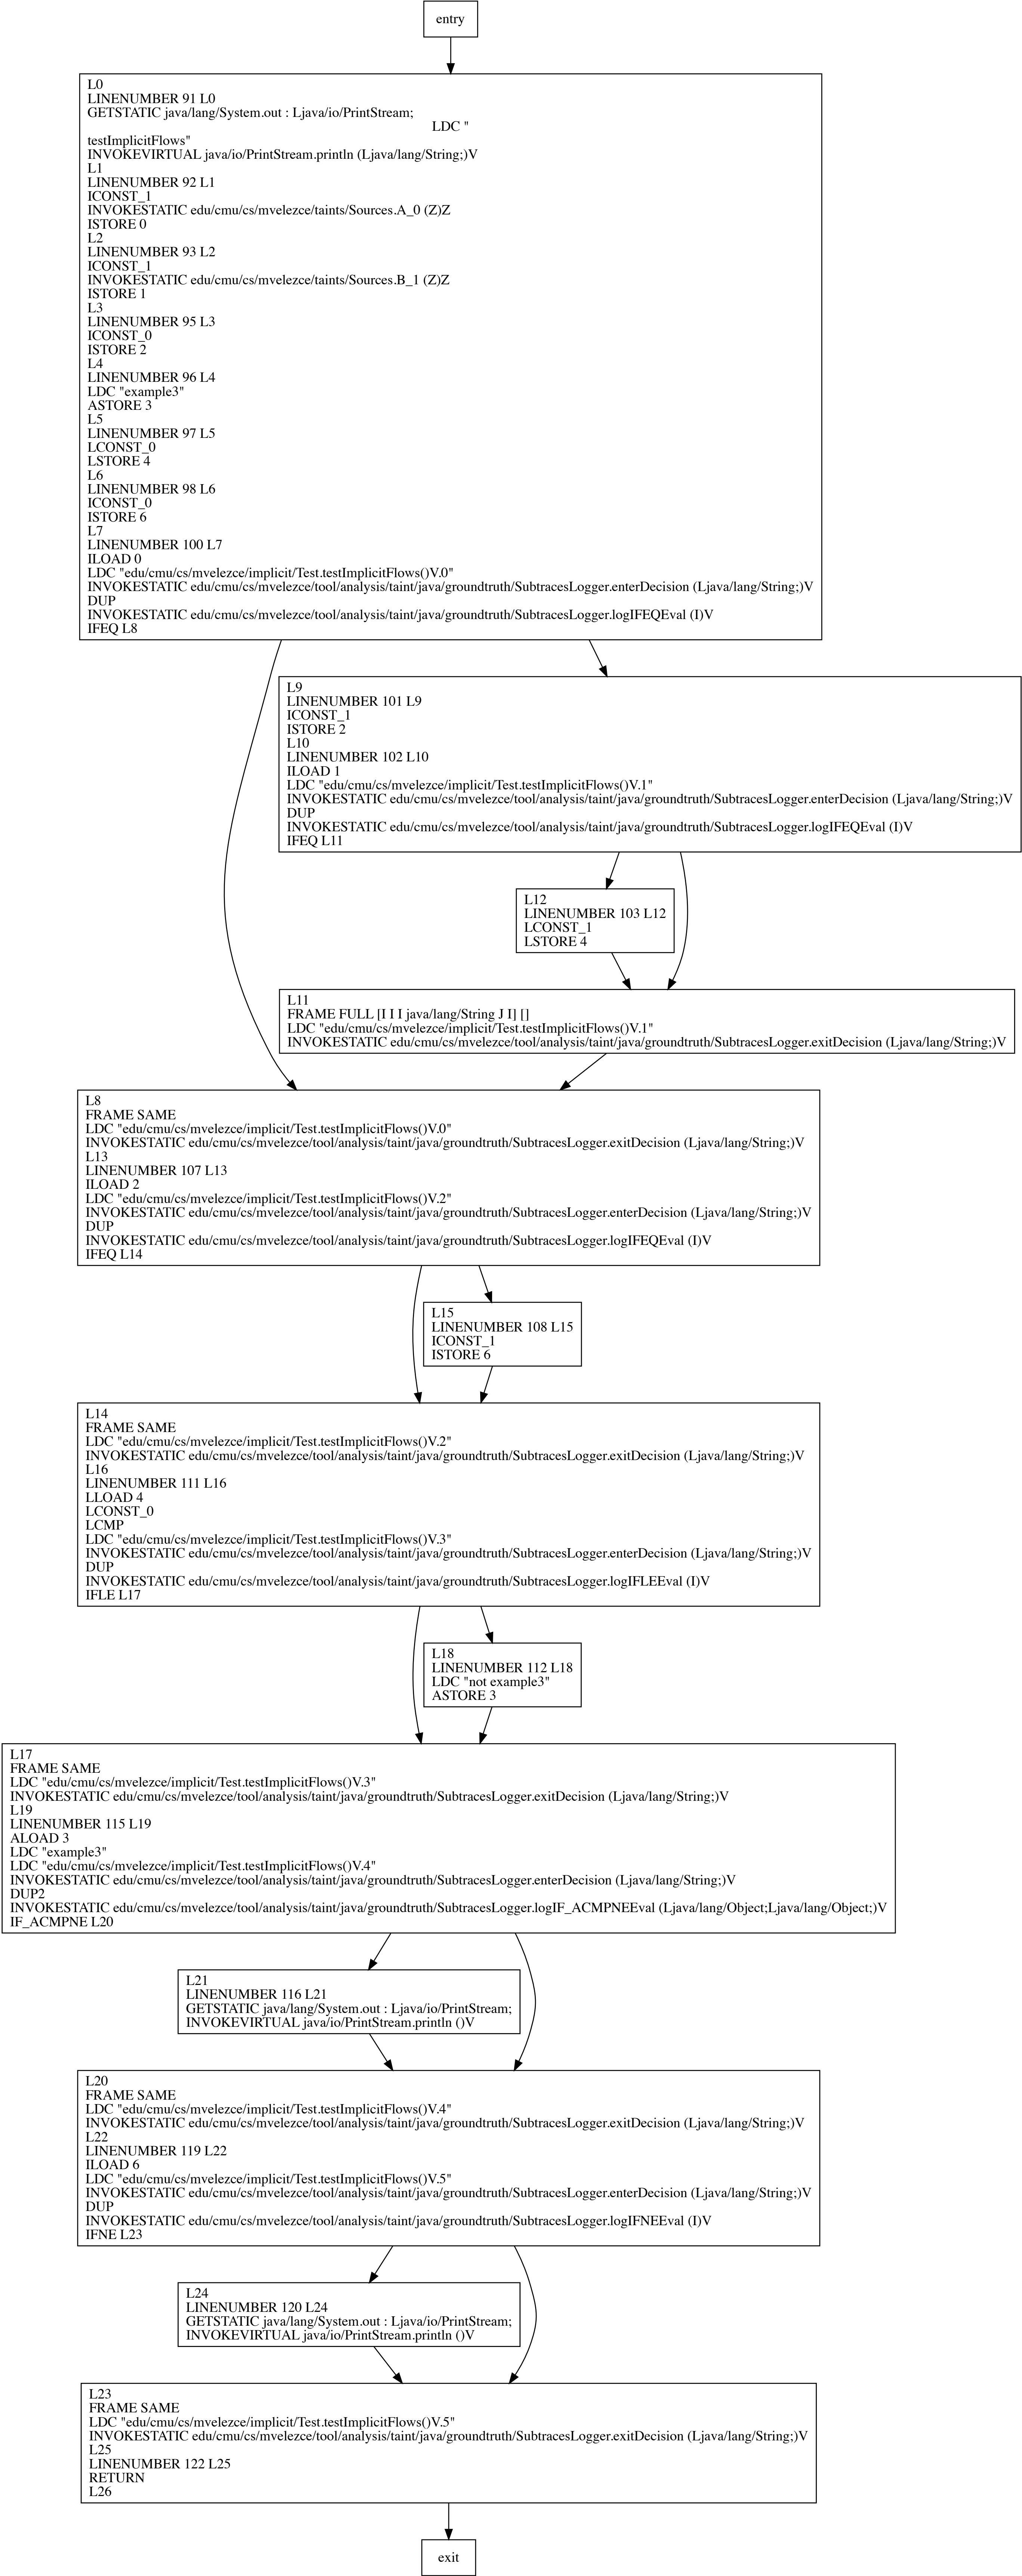 entry
L0
LINENUMBER 91 L0
GETSTATIC java/lang/System.out : Ljava/io/PrintStream;
LDC "
testImplicitFlows"
INVOKEVIRTUAL java/io/PrintStream.println (Ljava/lang/String;)V
L1
LINENUMBER 92 L1
ICONST_1
INVOKESTATIC edu/cmu/cs/mvelezce/taints/Sources.A_0 (Z)Z
ISTORE 0
L2
LINENUMBER 93 L2
ICONST_1
INVOKESTATIC edu/cmu/cs/mvelezce/taints/Sources.B_1 (Z)Z
ISTORE 1
L3
LINENUMBER 95 L3
ICONST_0
ISTORE 2
L4
LINENUMBER 96 L4
LDC "example3"
ASTORE 3
L5
LINENUMBER 97 L5
LCONST_0
LSTORE 4
L6
LINENUMBER 98 L6
ICONST_0
ISTORE 6
L7
LINENUMBER 100 L7
ILOAD 0
LDC "edu/cmu/cs/mvelezce/implicit/Test.testImplicitFlows()V.0"
INVOKESTATIC edu/cmu/cs/mvelezce/tool/analysis/taint/java/groundtruth/SubtracesLogger.enterDecision (Ljava/lang/String;)V
DUP
INVOKESTATIC edu/cmu/cs/mvelezce/tool/analysis/taint/java/groundtruth/SubtracesLogger.logIFEQEval (I)V
IFEQ L8
L9
LINENUMBER 101 L9
ICONST_1
ISTORE 2
L10
LINENUMBER 102 L10
ILOAD 1
LDC "edu/cmu/cs/mvelezce/implicit/Test.testImplicitFlows()V.1"
INVOKESTATIC edu/cmu/cs/mvelezce/tool/analysis/taint/java/groundtruth/SubtracesLogger.enterDecision (Ljava/lang/String;)V
DUP
INVOKESTATIC edu/cmu/cs/mvelezce/tool/analysis/taint/java/groundtruth/SubtracesLogger.logIFEQEval (I)V
IFEQ L11
L12
LINENUMBER 103 L12
LCONST_1
LSTORE 4
L11
FRAME FULL [I I I java/lang/String J I] []
LDC "edu/cmu/cs/mvelezce/implicit/Test.testImplicitFlows()V.1"
INVOKESTATIC edu/cmu/cs/mvelezce/tool/analysis/taint/java/groundtruth/SubtracesLogger.exitDecision (Ljava/lang/String;)V
L8
FRAME SAME
LDC "edu/cmu/cs/mvelezce/implicit/Test.testImplicitFlows()V.0"
INVOKESTATIC edu/cmu/cs/mvelezce/tool/analysis/taint/java/groundtruth/SubtracesLogger.exitDecision (Ljava/lang/String;)V
L13
LINENUMBER 107 L13
ILOAD 2
LDC "edu/cmu/cs/mvelezce/implicit/Test.testImplicitFlows()V.2"
INVOKESTATIC edu/cmu/cs/mvelezce/tool/analysis/taint/java/groundtruth/SubtracesLogger.enterDecision (Ljava/lang/String;)V
DUP
INVOKESTATIC edu/cmu/cs/mvelezce/tool/analysis/taint/java/groundtruth/SubtracesLogger.logIFEQEval (I)V
IFEQ L14
L15
LINENUMBER 108 L15
ICONST_1
ISTORE 6
L14
FRAME SAME
LDC "edu/cmu/cs/mvelezce/implicit/Test.testImplicitFlows()V.2"
INVOKESTATIC edu/cmu/cs/mvelezce/tool/analysis/taint/java/groundtruth/SubtracesLogger.exitDecision (Ljava/lang/String;)V
L16
LINENUMBER 111 L16
LLOAD 4
LCONST_0
LCMP
LDC "edu/cmu/cs/mvelezce/implicit/Test.testImplicitFlows()V.3"
INVOKESTATIC edu/cmu/cs/mvelezce/tool/analysis/taint/java/groundtruth/SubtracesLogger.enterDecision (Ljava/lang/String;)V
DUP
INVOKESTATIC edu/cmu/cs/mvelezce/tool/analysis/taint/java/groundtruth/SubtracesLogger.logIFLEEval (I)V
IFLE L17
L18
LINENUMBER 112 L18
LDC "not example3"
ASTORE 3
L17
FRAME SAME
LDC "edu/cmu/cs/mvelezce/implicit/Test.testImplicitFlows()V.3"
INVOKESTATIC edu/cmu/cs/mvelezce/tool/analysis/taint/java/groundtruth/SubtracesLogger.exitDecision (Ljava/lang/String;)V
L19
LINENUMBER 115 L19
ALOAD 3
LDC "example3"
LDC "edu/cmu/cs/mvelezce/implicit/Test.testImplicitFlows()V.4"
INVOKESTATIC edu/cmu/cs/mvelezce/tool/analysis/taint/java/groundtruth/SubtracesLogger.enterDecision (Ljava/lang/String;)V
DUP2
INVOKESTATIC edu/cmu/cs/mvelezce/tool/analysis/taint/java/groundtruth/SubtracesLogger.logIF_ACMPNEEval (Ljava/lang/Object;Ljava/lang/Object;)V
IF_ACMPNE L20
L21
LINENUMBER 116 L21
GETSTATIC java/lang/System.out : Ljava/io/PrintStream;
INVOKEVIRTUAL java/io/PrintStream.println ()V
L20
FRAME SAME
LDC "edu/cmu/cs/mvelezce/implicit/Test.testImplicitFlows()V.4"
INVOKESTATIC edu/cmu/cs/mvelezce/tool/analysis/taint/java/groundtruth/SubtracesLogger.exitDecision (Ljava/lang/String;)V
L22
LINENUMBER 119 L22
ILOAD 6
LDC "edu/cmu/cs/mvelezce/implicit/Test.testImplicitFlows()V.5"
INVOKESTATIC edu/cmu/cs/mvelezce/tool/analysis/taint/java/groundtruth/SubtracesLogger.enterDecision (Ljava/lang/String;)V
DUP
INVOKESTATIC edu/cmu/cs/mvelezce/tool/analysis/taint/java/groundtruth/SubtracesLogger.logIFNEEval (I)V
IFNE L23
L24
LINENUMBER 120 L24
GETSTATIC java/lang/System.out : Ljava/io/PrintStream;
INVOKEVIRTUAL java/io/PrintStream.println ()V
L23
FRAME SAME
LDC "edu/cmu/cs/mvelezce/implicit/Test.testImplicitFlows()V.5"
INVOKESTATIC edu/cmu/cs/mvelezce/tool/analysis/taint/java/groundtruth/SubtracesLogger.exitDecision (Ljava/lang/String;)V
L25
LINENUMBER 122 L25
RETURN
L26
exit